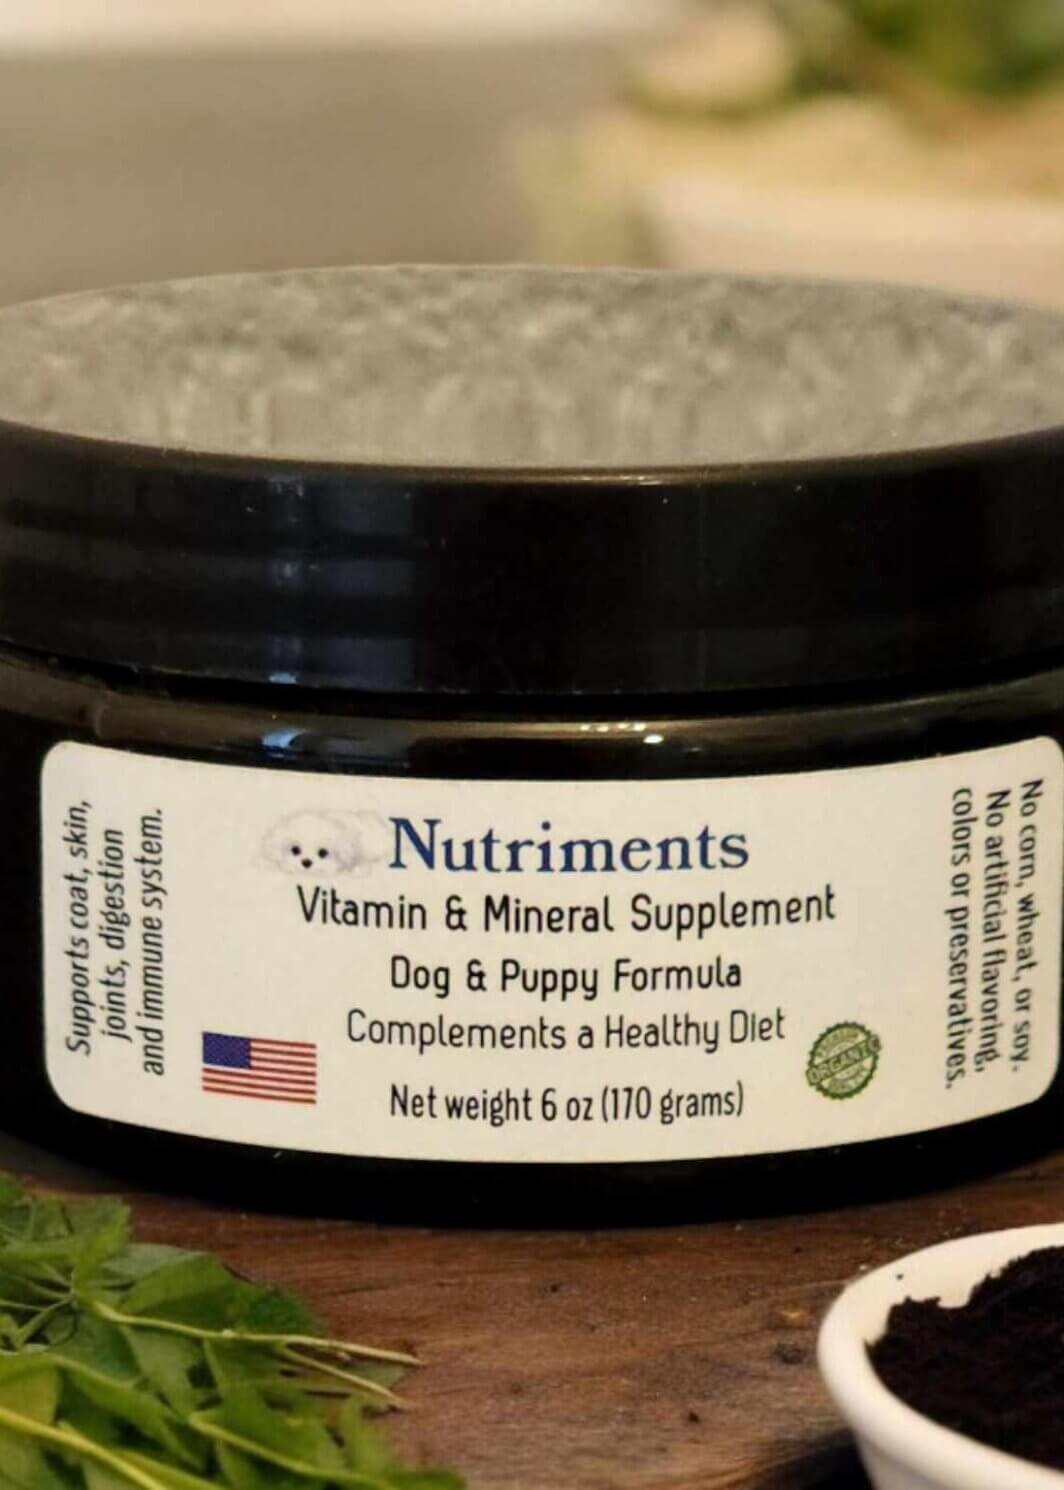 Supports coat, skin,
joints, digestion
and immune system.
Nutriments
Vitamin & Mineral Supplement
Dog & Puppy Formula
Complements a Healthy Diet
Net weight 6 oz (170 grams)
ORGANIC
No corn, wheat, or soy.
No artificial flavoring,
colors or preservatives.